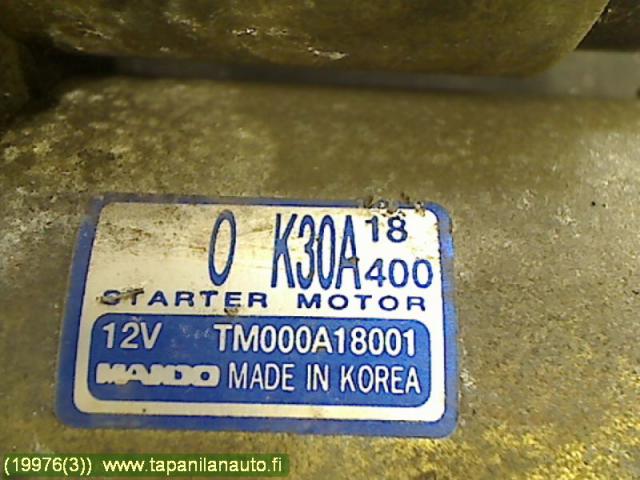 0 K30A 18 400
STARTER MOTOR
12V TM000A18001
MANDO MADE IN KOREA
(19976(3)) www.tapanilanauto.fi